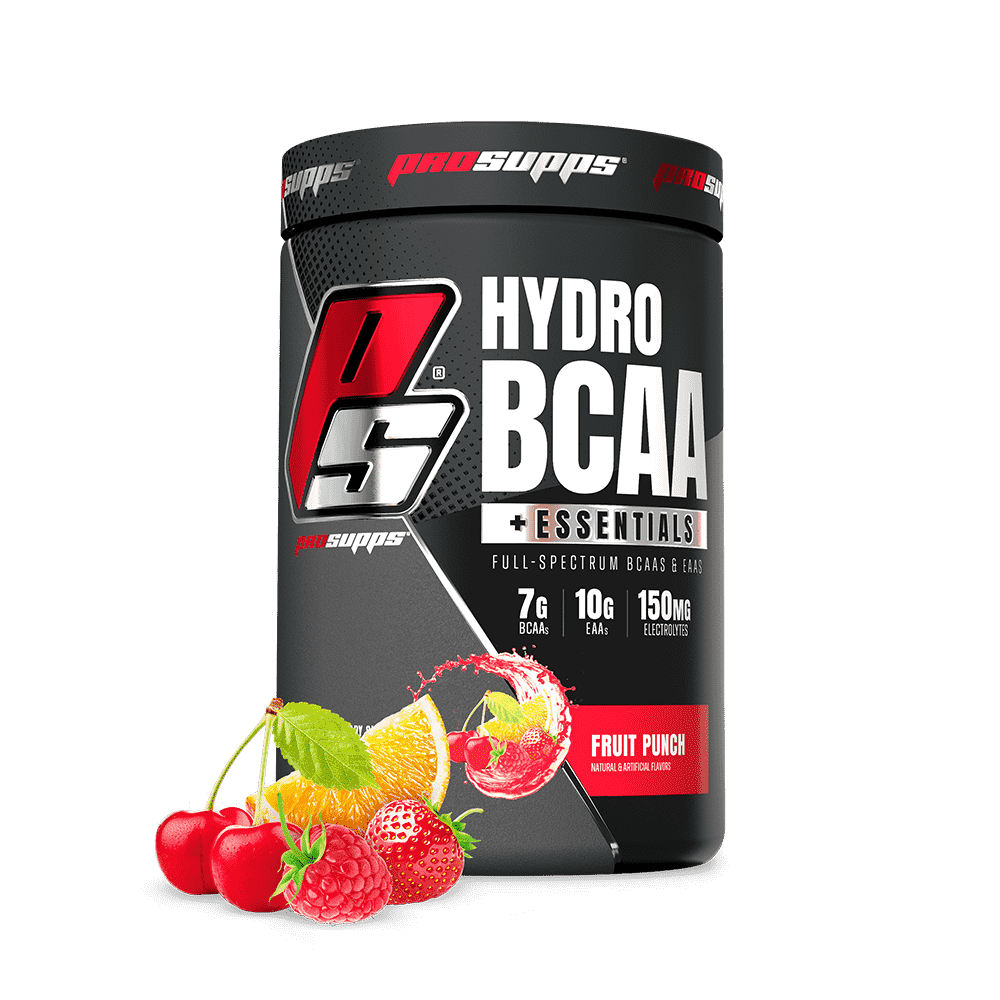 SUPPS
PROSUPPS®
PROSUP
PS®
PROSUPPS®
HYDRO
BCAA
+ ESSENTIALS
FULL-SPECTRUM BCAAS & EAAS
7G
BCAAs
10G
EAAs
150MG
ELECTROLYTES
FRUIT PUNCH
NATURAL & ARTIFICIAL FLAVORS